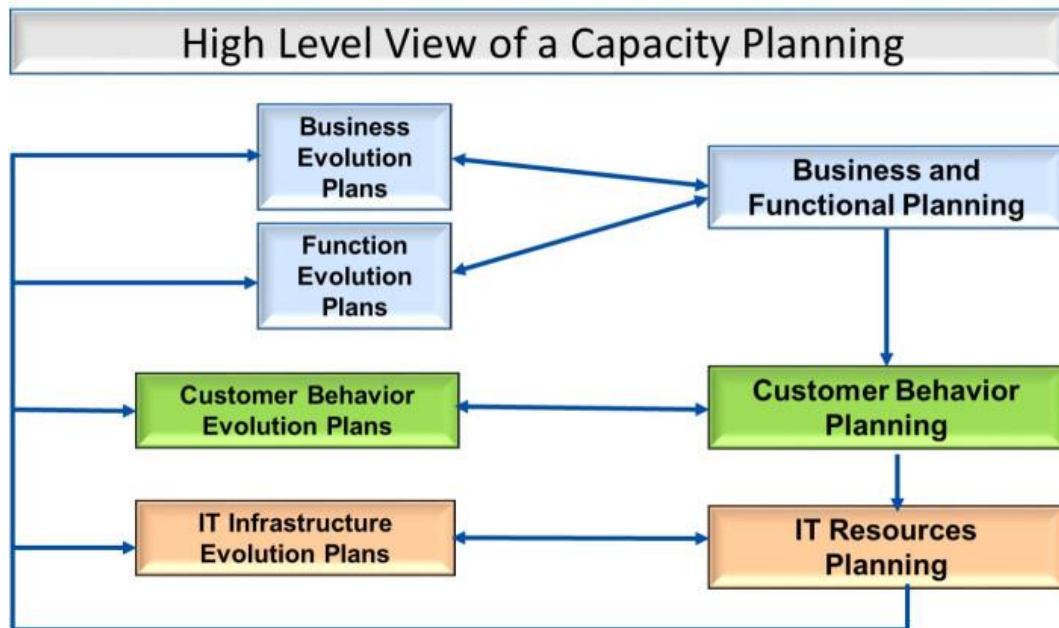 High Level View of a Capacity Planning
Business
Evolution
Plans
Business and
Functional Planning
Function
Evolution
Plans
Customer Behavior
Evolution Plans
Customer Behavior
Planning
IT Infrastructure
Evolution Plans
IT Resources
Planning